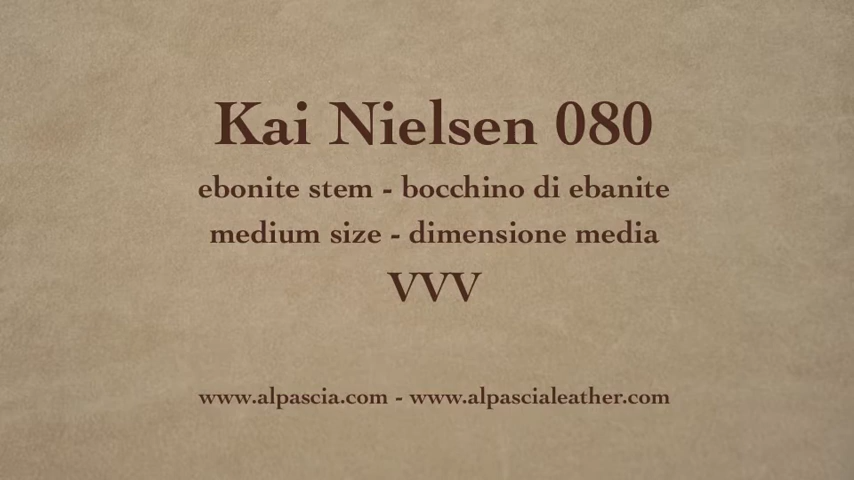 Kai Nielsen 080
ebonite stem - bocchino di ebanite
medium size - dimensione media
VVV
www.alpascia.com - www.alpascialeather.com